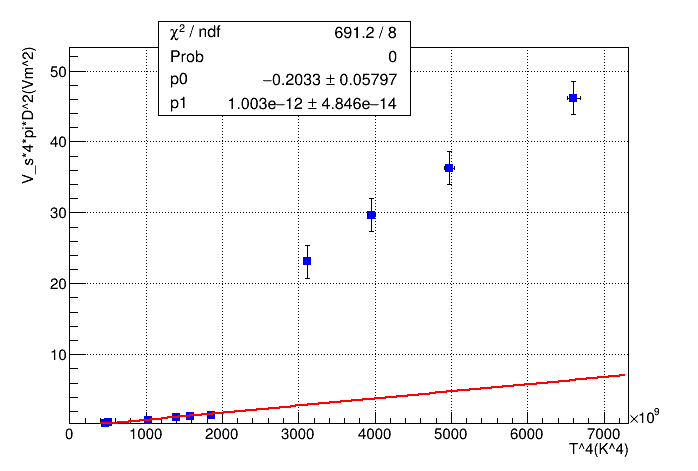 χ² / ndf 691.2 / 8
Prob 0
p0 −0.2033 ± 0.05797
p1 1.003e−12 ± 4.846e−14
V_s*4*pi*D^2(Vm^2)
50
40
30
20
10
0 1000 2000 3000 4000 5000 6000 7000 ×10⁹
T^4(K^4)